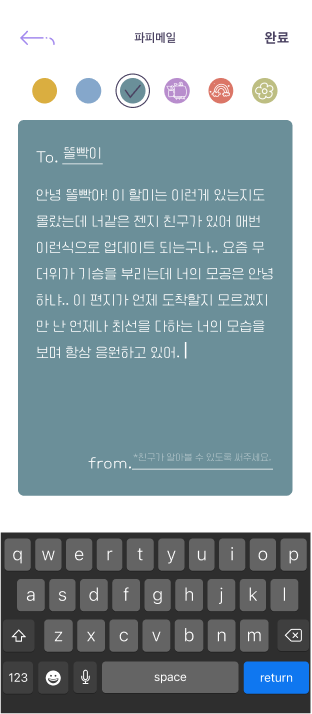 파피메일
완료
To. 뜰빡이
안녕 뜰빡아! 이 할미는 이런게 있는지도
몰랐는데 너같은 젠지 친구가 있어 매번
이런식으로 업데이트 되는구나.. 요즘 무
더위가 기승을 부리는데 너의 모공은 안녕
하냐.. 이 편지가 언제 도착할지 모르겠지
만 난 언제나 최선을 다하는 너의 모습을
보며 항상 응원하고 있어.
from. *친구가 알아볼 수 있도록 써주세요.
q w e r t y u i o p
a s d f g h j k l
z x c v b n m
123 space return